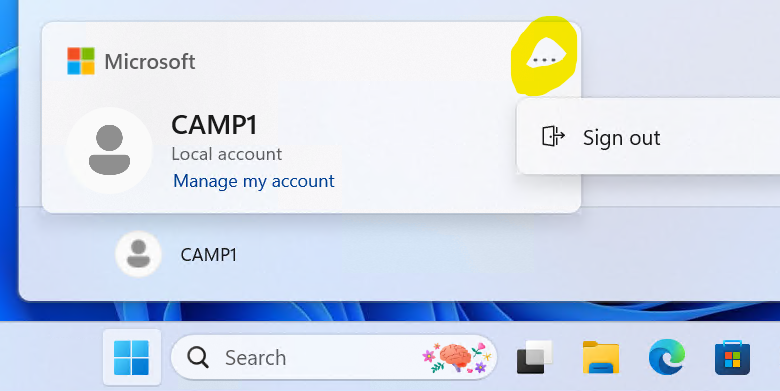 Microsoft
...
Sign out
CAMP1
Local account
Manage my account
CAMP1
Search